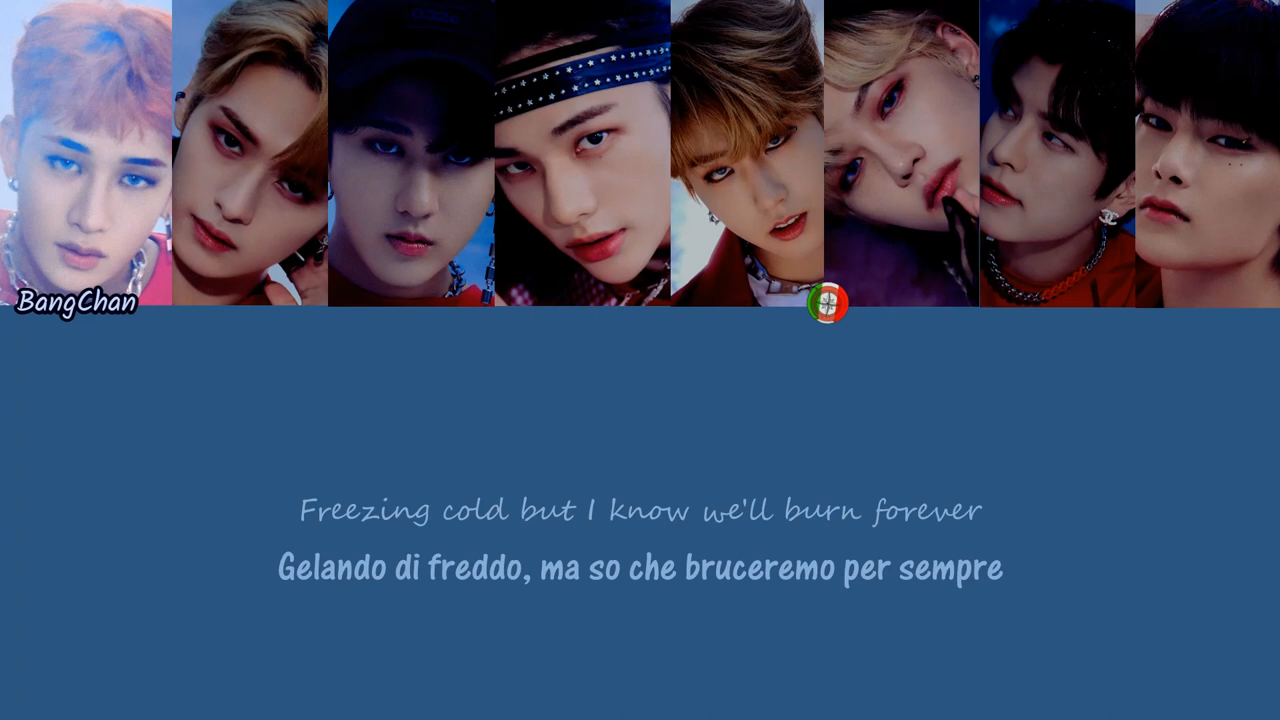 BangChan
Freezing cold but I know we'll burn forever
Gelando di freddo, ma so che bruceremo per sempre